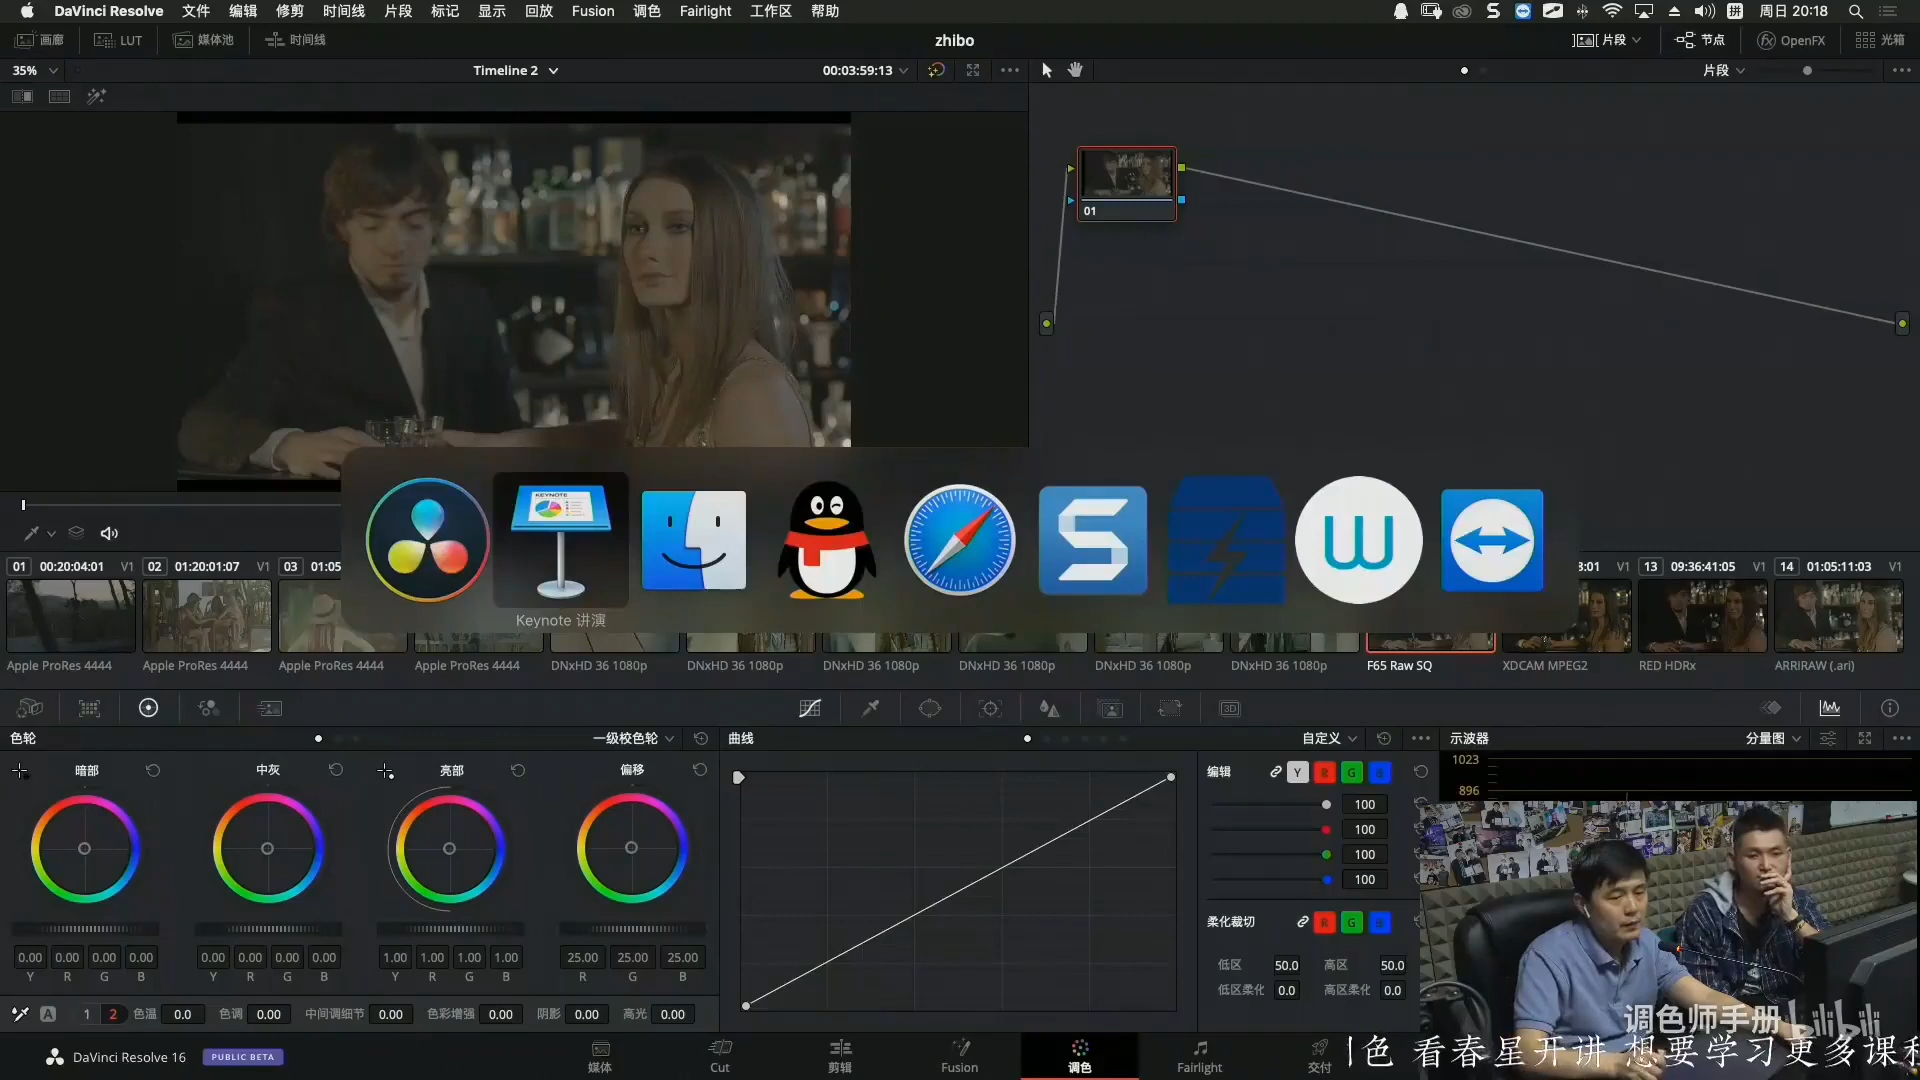 DaVinci Resolve 文件 编辑 修剪 时间线 片段 标记 显示 回放 Fusion 调色 Fairlight 工作区 帮助 拼 周日 20:18
画廊 LUT 媒体池 时间线 zhibo 片段 节点 OpenFX 光箱
35% Timeline 2 00:03:59:13 片段
01
KEYNOTE
Keynote 讲演
01 00:20:04:01 V1 02 01:20:01:07 V1 03 01:05 8:01 V1 13 09:36:41:05 V1 14 01:05:11:03 V1
Apple ProRes 4444 Apple ProRes 4444 Apple ProRes 4444 Apple ProRes 4444 DNxHD 36 1080p DNxHD 36 1080p DNxHD 36 1080p DNxHD 36 1080p DNxHD 36 1080p DNxHD 36 1080p F65 Raw SQ XDCAM MPEG2 RED HDRx ARRIRAW (.ari)
3D
色轮 一级校色轮 曲线 自定义 示波器 分量图
暗部 中灰 亮部 偏移
编辑 Y R G B
100
100
100
100
1023
896
柔化裁切 R G B
低区 50.0 高区 50.0
低区柔化 0.0 高区柔化 0.0
0.00 0.00 0.00 0.00 0.00 0.00 0.00 0.00 1.00 1.00 1.00 1.00 25.00 25.00 25.00
Y R G B Y R G B Y R G B R G B
A 1 2 色温 0.0 色调 0.00 中间调细节 0.00 色彩增强 0.00 阴影 0.00 高光 0.00
调色师手册 bilibili
色 看春星开讲 想要学习更多课程
DaVinci Resolve 16 PUBLIC BETA 媒体 Cut 剪辑 Fusion 调色 Fairlight 交付